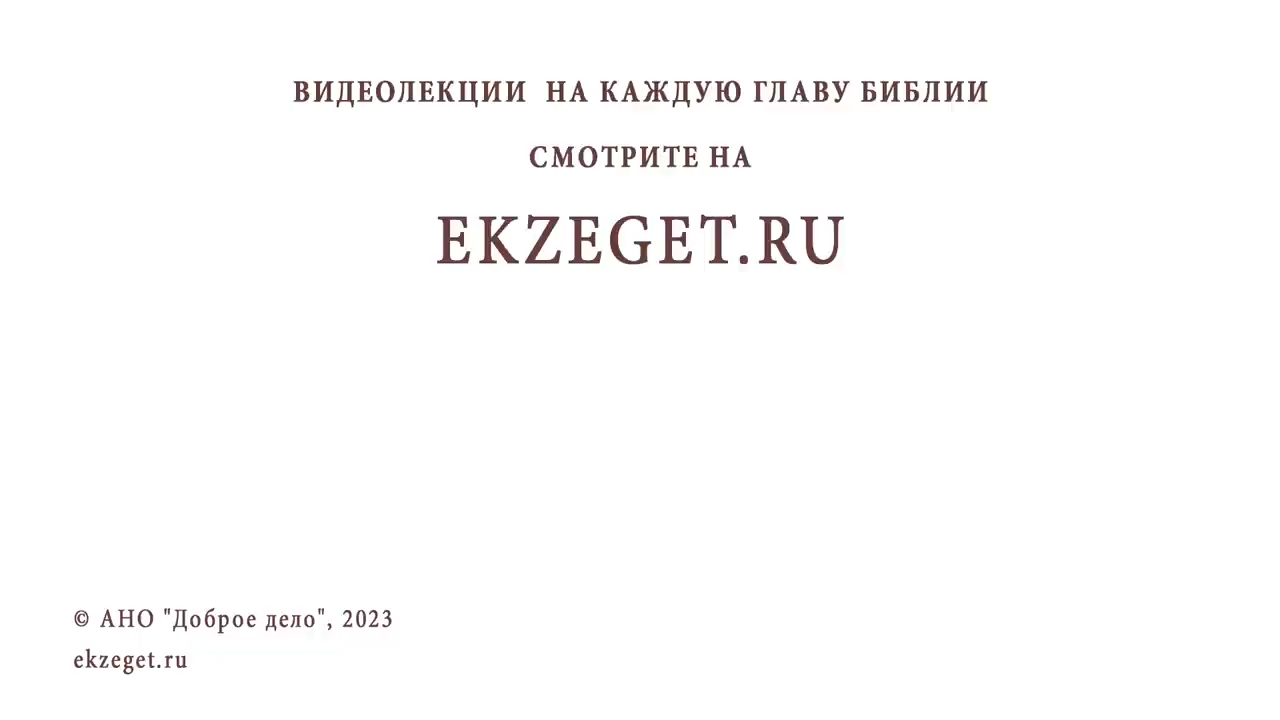 ВИДЕОЛЕКЦИИ НА КАЖДУЮ ГЛАВУ БИБЛИИ
СМОТРИТЕ НА
EKZEGET.RU
© АНО "Доброе дело", 2023
ekzeget.ru